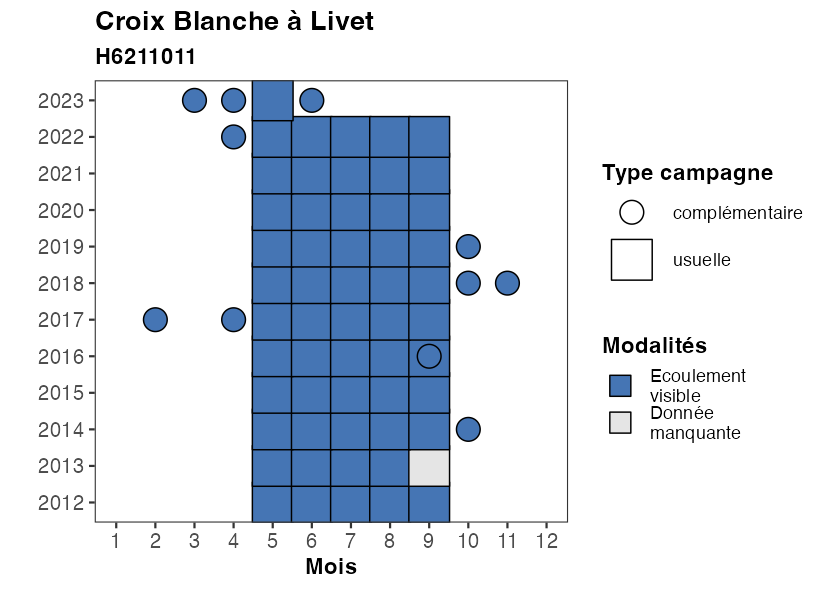 Croix Blanche à Livet
H6211011
2023
2022
2021
2020
2019
2018
2017
2016
2015
2014
2013
2012
1 2 3 4 5 6 7 8 9 10 11 12
Mois
Type campagne
complémentaire
usuelle
Modalités
Ecoulement
visible
Donnée
manquante